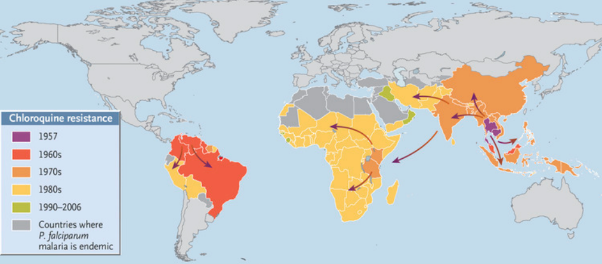 Chloroquine resistance
1957
1960s
1970s
1980s
1990–2006
Countries where
P. falciparum
malaria is endemic